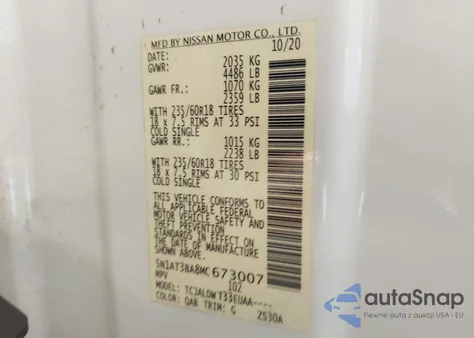 MFD BY NISSAN MOTOR CO., LTD.
DATE: 10/20
GVWR: 2035 KG
4486 LB
GAWR FR.: 1070 KG
2359 LB
WITH 235/60R18 TIRES
18 x 7.5 RIMS AT 33 PSI
COLD SINGLE
GAWR RR.: 1015 KG
2238 LB
WITH 235/60R18 TIRES
18 x 7.5 RIMS AT 30 PSI
COLD SINGLE
THIS VEHICLE CONFORMS TO
ALL APPLICABLE FEDERAL
MOTOR VEHICLE SAFETY AND
THEFT PREVENTION
STANDARDS IN EFFECT ON
THE DATE OF MANUFACTURE
SHOWN ABOVE.
5N1AT3BA8MC673007
MPV 102
MODEL: TCJALDWT33EUAA----
COLOR: QAB TRIM: G ZS30A
autoSnap
Pewne auto z aukcji w USA i EU